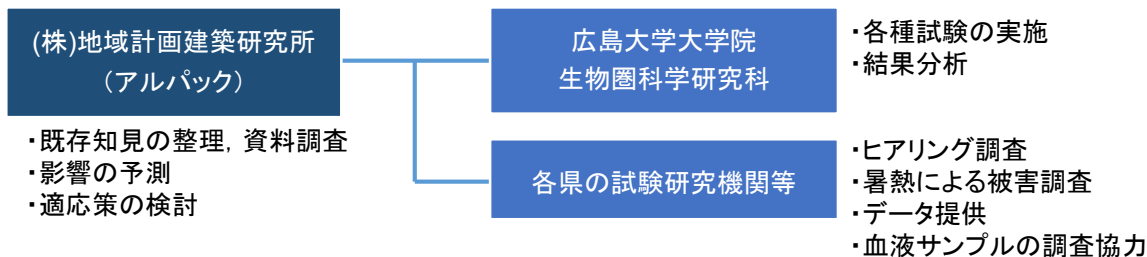 (株)地域計画建築研究所
（アルパック）
・既存知見の整理, 資料調査
・影響の予測
・適応策の検討
広島大学大学院
生物圏科学研究科
・各種試験の実施
・結果分析
各県の試験研究機関等
・ヒアリング調査
・暑熱による被害調査
・データ提供
・血液サンプルの調査協力